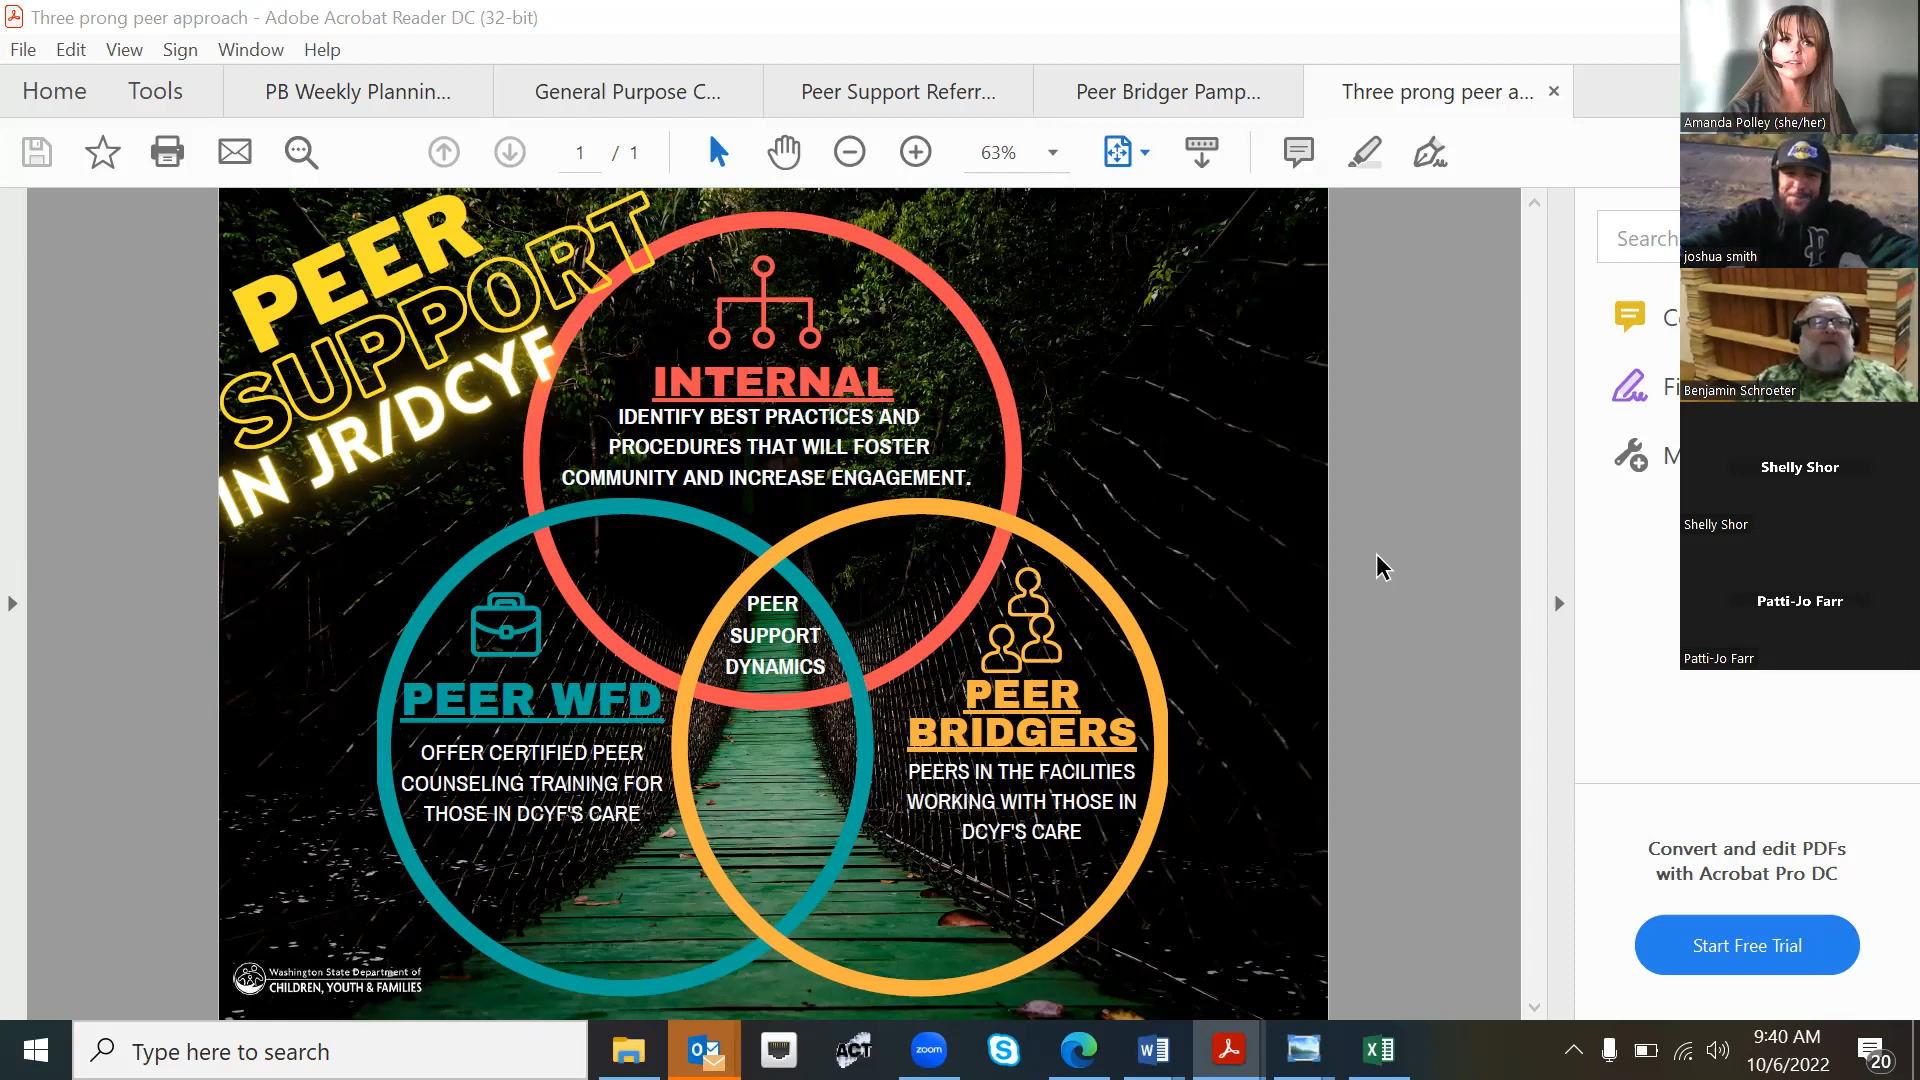 Three prong peer approach - Adobe Acrobat Reader DC (32-bit)
File Edit View Sign Window Help
Home Tools PB Weekly Plannin... General Purpose C... Peer Support Referr... Peer Bridger Pamp... Three prong peer a... ×
1 / 1 63%
PEER
SUPPORT
IN JR/DCYF
INTERNAL
IDENTIFY BEST PRACTICES AND
PROCEDURES THAT WILL FOSTER
COMMUNITY AND INCREASE ENGAGEMENT.
PEER
SUPPORT
DYNAMICS
PEER WFD
OFFER CERTIFIED PEER
COUNSELING TRAINING FOR
THOSE IN DCYF'S CARE
PEER
BRIDGERS
PEERS IN THE FACILITIES
WORKING WITH THOSE IN
DCYF'S CARE
Washington State Department of
CHILDREN, YOUTH & FAMILIES
Search
C
Fi
M
Convert and edit PDFs
with Acrobat Pro DC
Start Free Trial
Amanda Polley (she/her)
LAKERS
joshua smith
Benjamin Schroeter
Shelly Shor
Shelly Shor
Patti-Jo Farr
Patti-Jo Farr
Type here to search
ACT
zoom
9:40 AM
10/6/2022
20